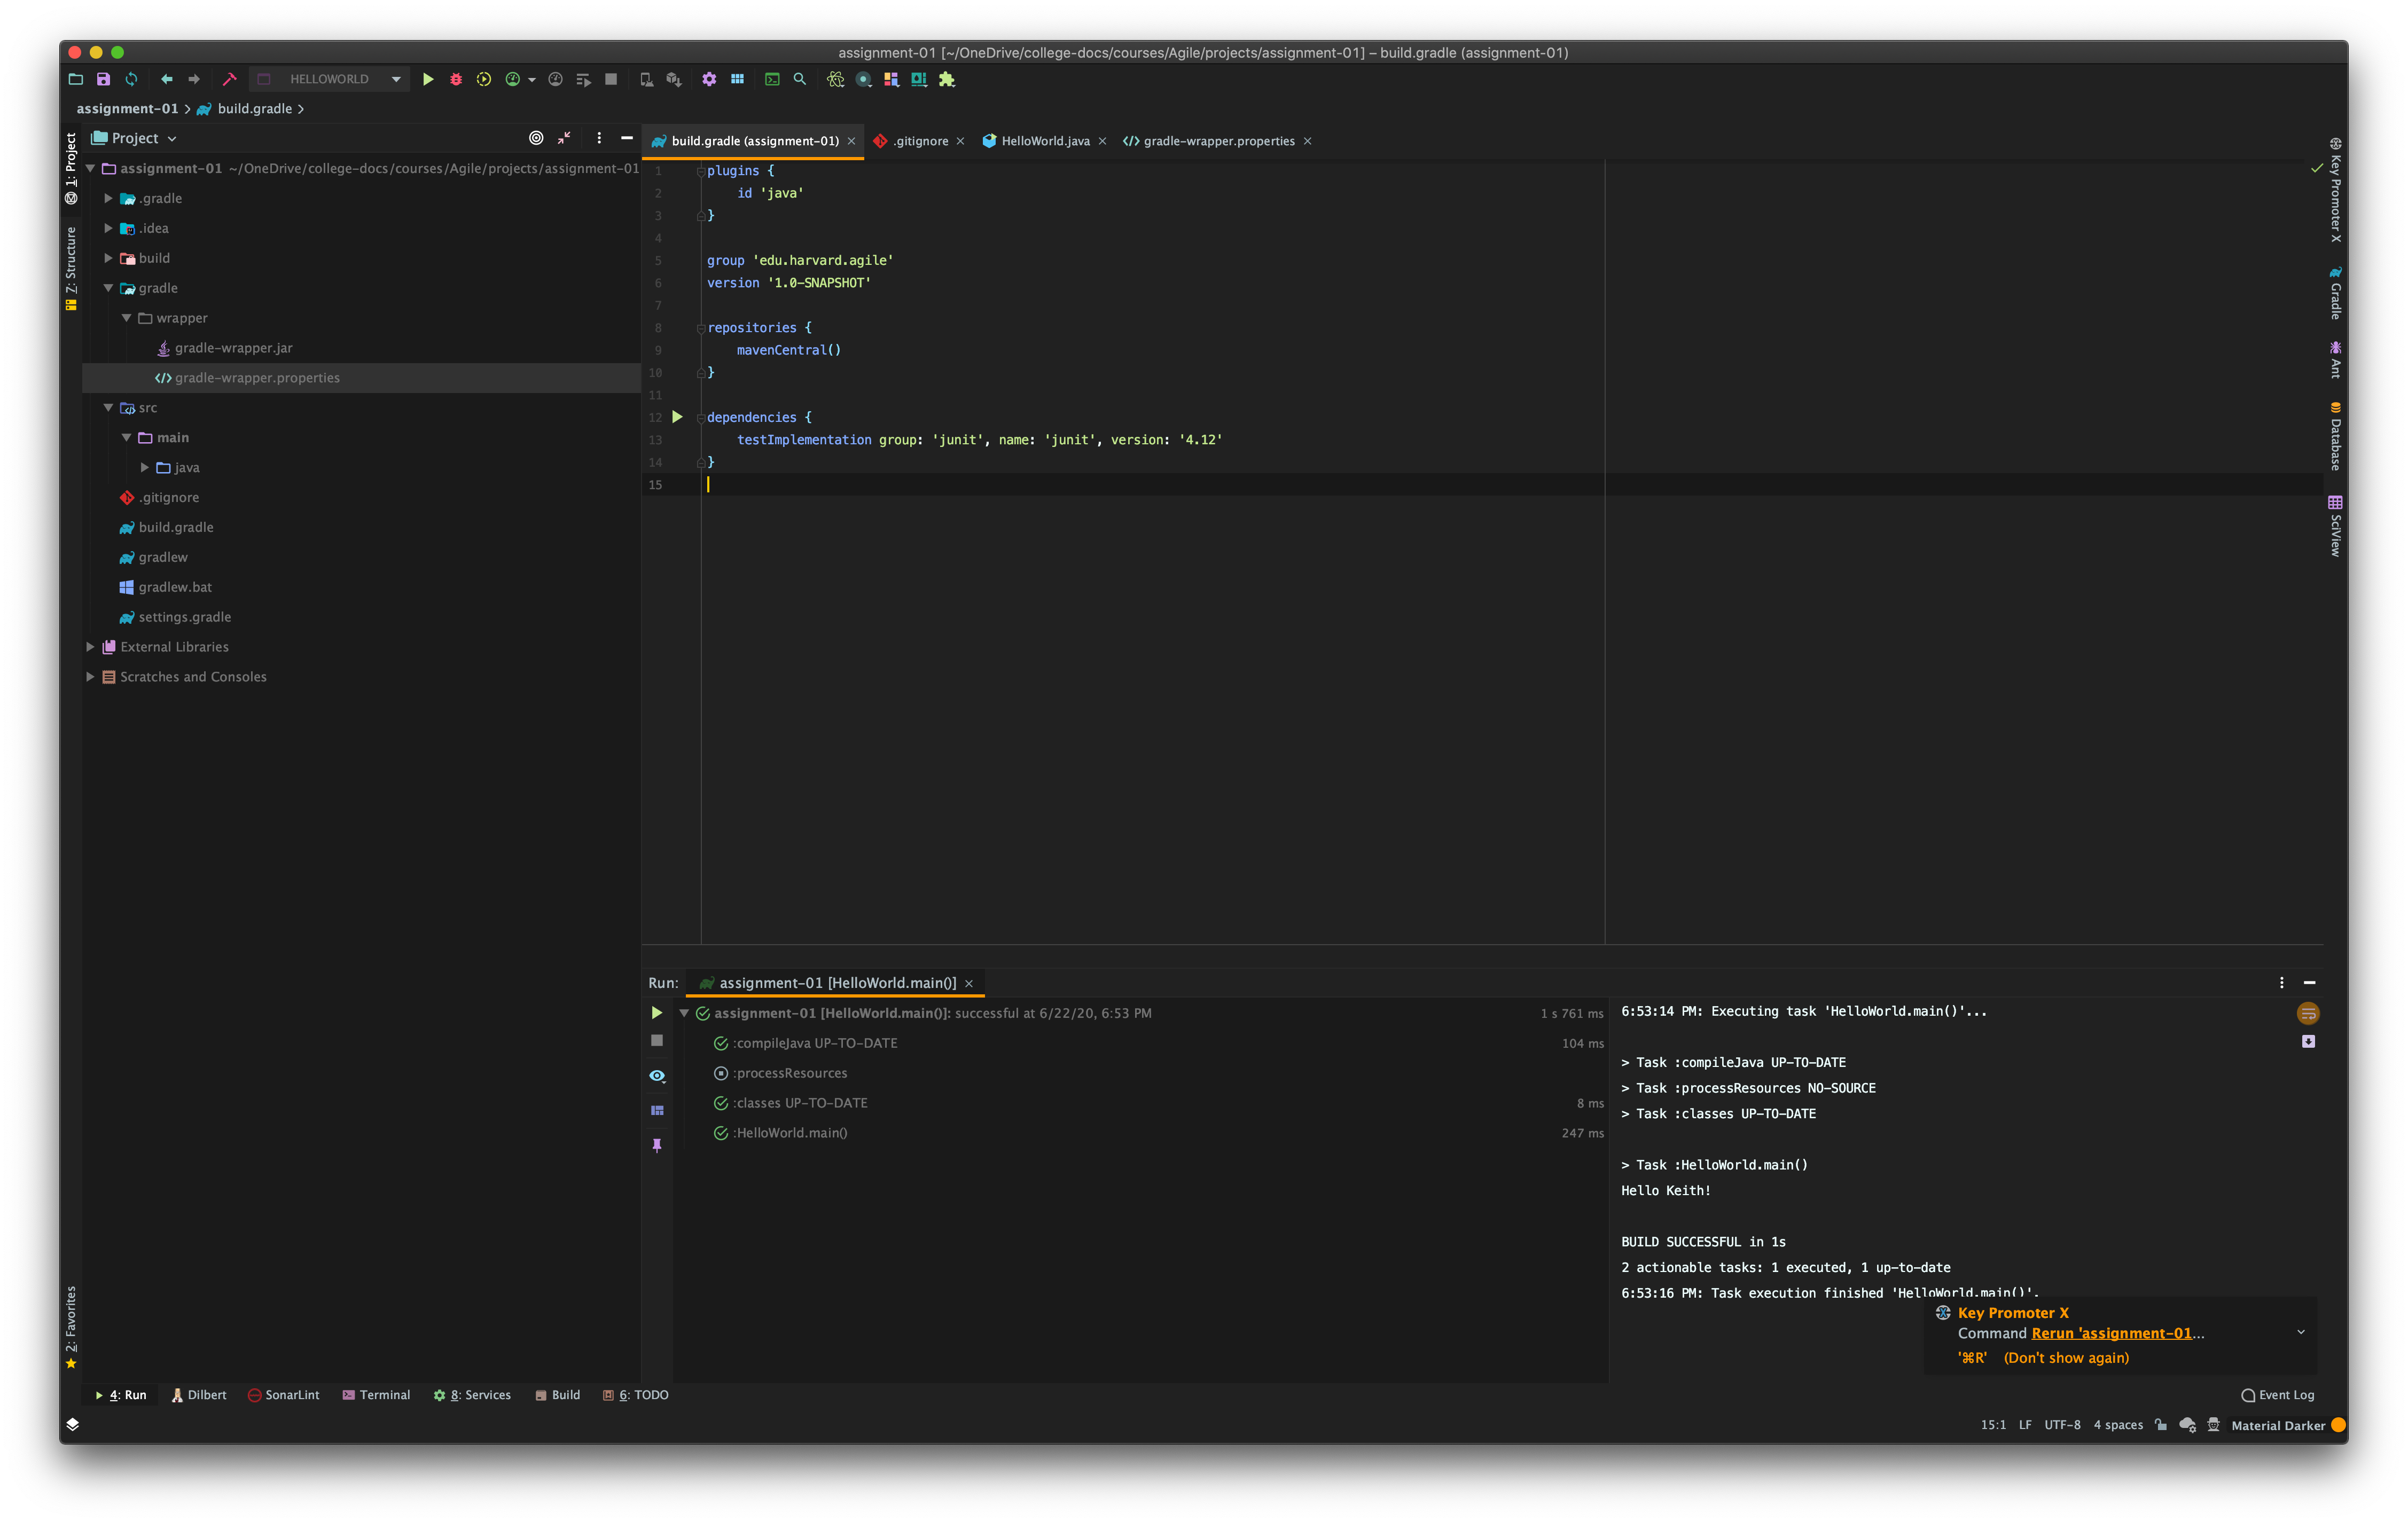 assignment-01 [~/OneDrive/college-docs/courses/Agile/projects/assignment-01] – build.gradle (assignment-01)
HELLOWORLD
assignment-01 build.gradle
1: Project
7: Structure
2: Favorites
Project
assignment-01 ~/OneDrive/college-docs/courses/Agile/projects/assignment-01
.gradle
.idea
build
gradle
wrapper
gradle-wrapper.jar
gradle-wrapper.properties
src
main
java
.gitignore
build.gradle
gradlew
gradlew.bat
settings.gradle
External Libraries
Scratches and Consoles
build.gradle (assignment-01) .gitignore HelloWorld.java gradle-wrapper.properties
1 plugins {
2 id 'java'
3 }
4
5 group 'edu.harvard.agile'
6 version '1.0-SNAPSHOT'
7
8 repositories {
9 mavenCentral()
10 }
11
12 dependencies {
13 testImplementation group: 'junit', name: 'junit', version: '4.12'
14 }
15
Key Promoter X
Gradle
Ant
Database
SciView
Run: assignment-01 [HelloWorld.main()]
assignment-01 [HelloWorld.main()]: successful at 6/22/20, 6:53 PM 1 s 761 ms
:compileJava UP-TO-DATE 104 ms
:processResources
:classes UP-TO-DATE 8 ms
:HelloWorld.main() 247 ms
6:53:14 PM: Executing task 'HelloWorld.main()'...
> Task :compileJava UP-TO-DATE
> Task :processResources NO-SOURCE
> Task :classes UP-TO-DATE
> Task :HelloWorld.main()
Hello Keith!
BUILD SUCCESSFUL in 1s
2 actionable tasks: 1 executed, 1 up-to-date
6:53:16 PM: Task execution finished 'HelloWorld.main()'.
Key Promoter X
Command Rerun 'assignment-01...
'⌘R' (Don't show again)
4: Run Dilbert SonarLint Terminal 8: Services Build 6: TODO Event Log
15:1 LF UTF-8 4 spaces Material Darker